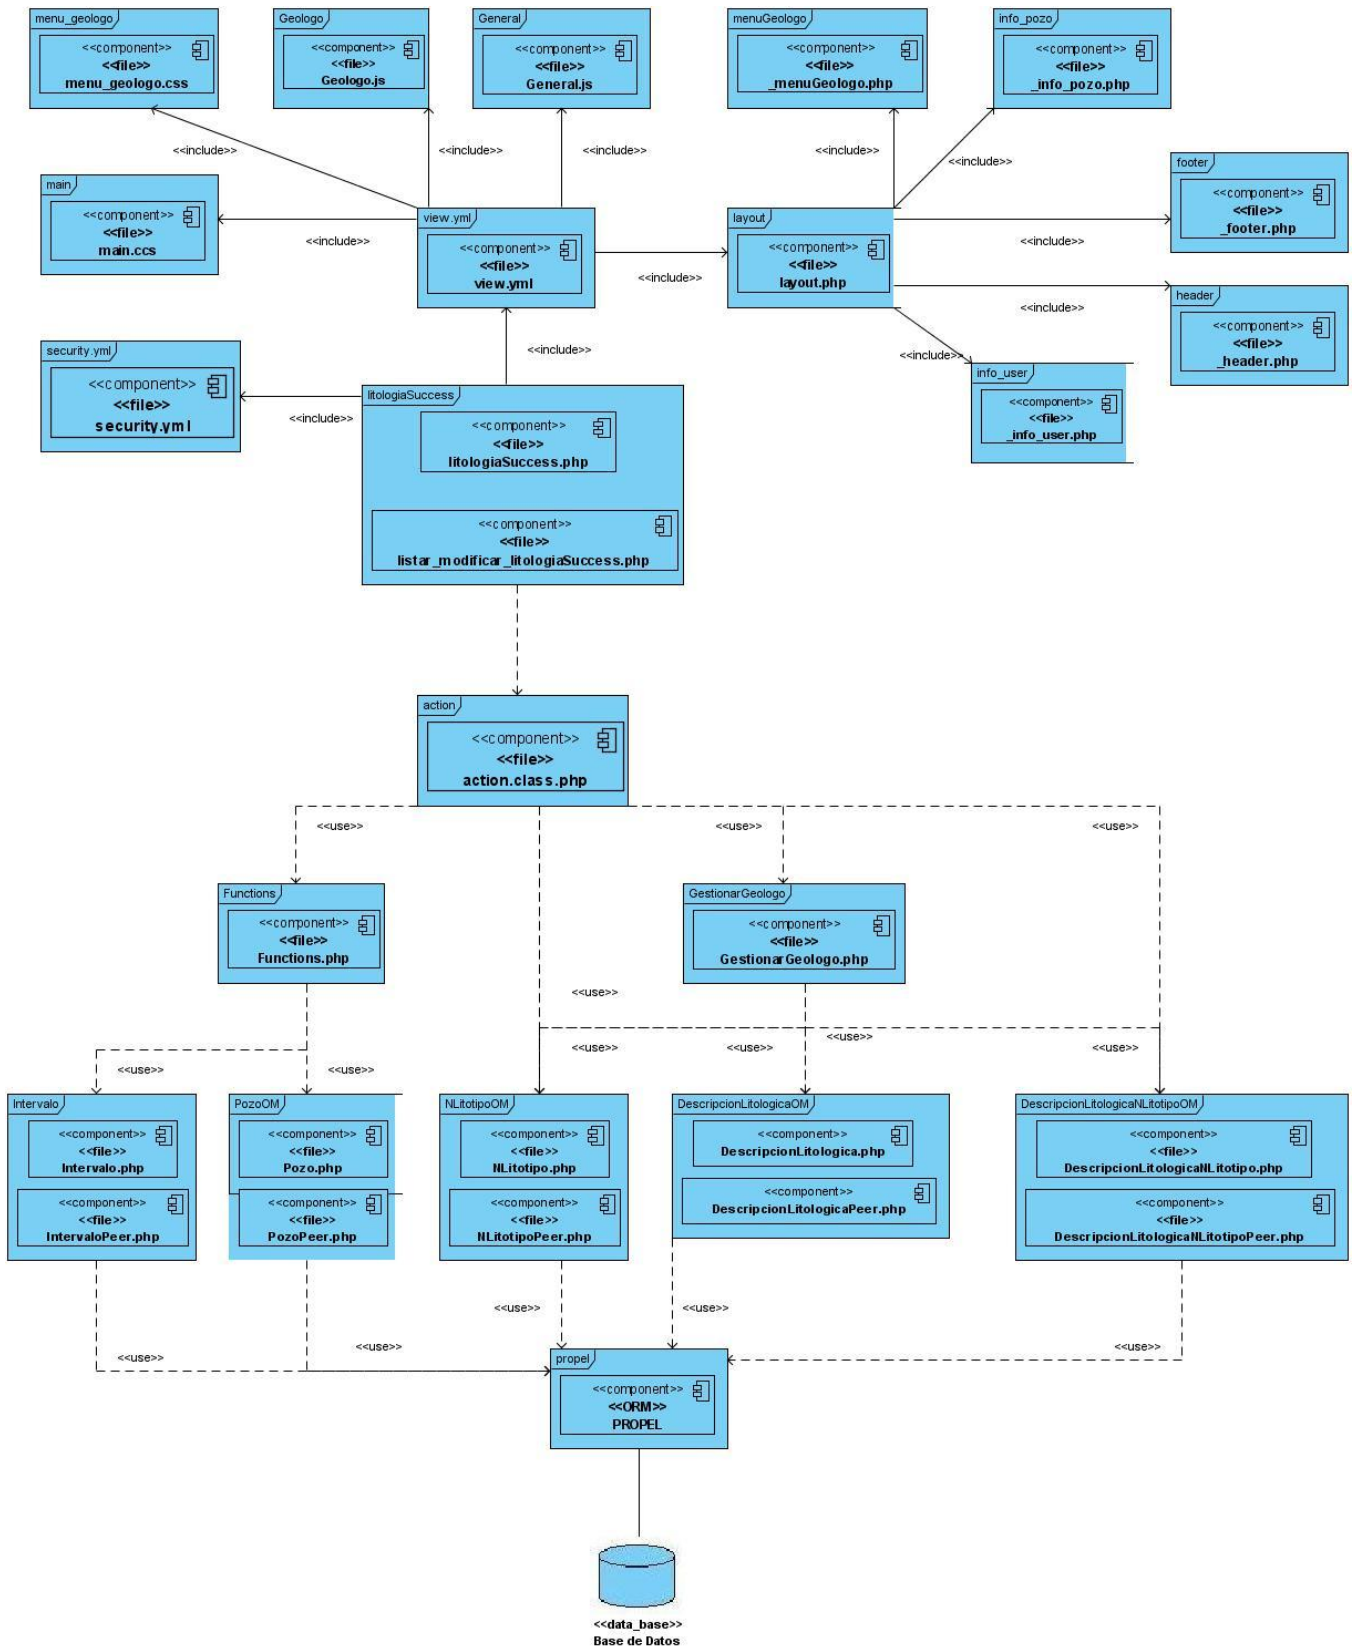 menu_geologo
<<component>>
<<file>>
menu_geologo.css
Geologo
<<component>>
<<file>>
Geologo.js
General
<<component>>
<<file>>
General.js
menuGeologo
<<component>>
<<file>>
_menuGeologo.php
info_pozo
<<component>>
<<file>>
_info_pozo.php
<<include>>
<<include>>
<<include>>
<<include>>
<<include>>
main
<<component>>
<<file>>
main.ccs
<<include>>
view.yml
<<component>>
<<file>>
view.yml
<<include>>
layout
<<component>>
<<file>>
layout.php
footer
<<component>>
<<file>>
_footer.php
<<include>>
header
<<component>>
<<file>>
_header.php
<<include>>
<<include>>
info_user
<<component>>
<<file>>
_info_user.php
<<include>>
security.yml
<<component>>
<<file>>
security.yml
<<include>>
litologiaSuccess
<<component>>
<<file>>
litologiaSuccess.php
<<component>>
<<file>>
listar_modificar_litologiaSuccess.php
action
<<component>>
<<file>>
action.class.php
<<use>>
<<use>>
<<use>>
Functions
<<component>>
<<file>>
Functions.php
GestionarGeologo
<<component>>
<<file>>
GestionarGeologo.php
<<use>>
<<use>>
<<use>>
<<use>>
<<use>>
<<use>>
<<use>>
Intervalo
<<component>>
<<file>>
Intervalo.php
<<component>>
<<file>>
IntervaloPeer.php
PozoOM
<<component>>
<<file>>
Pozo.php
<<component>>
<<file>>
PozoPeer.php
NLitotipoOM
<<component>>
<<file>>
NLitotipo.php
<<component>>
<<file>>
NLitotipoPeer.php
DescripcionLitologicaOM
<<component>>
<<file>>
DescripcionLitologica.php
<<component>>
DescripcionLitologicaPeer.php
DescripcionLitologicaNLitotipoOM
<<component>>
<<file>>
DescripcionLitologicaNLitotipo.php
<<component>>
<<file>>
DescripcionLitologicaNLitotipoPeer.php
<<use>>
<<use>>
<<use>>
<<use>>
<<use>>
propel
<<component>>
<<ORM>>
PROPEL
<<data_base>>
Base de Datos